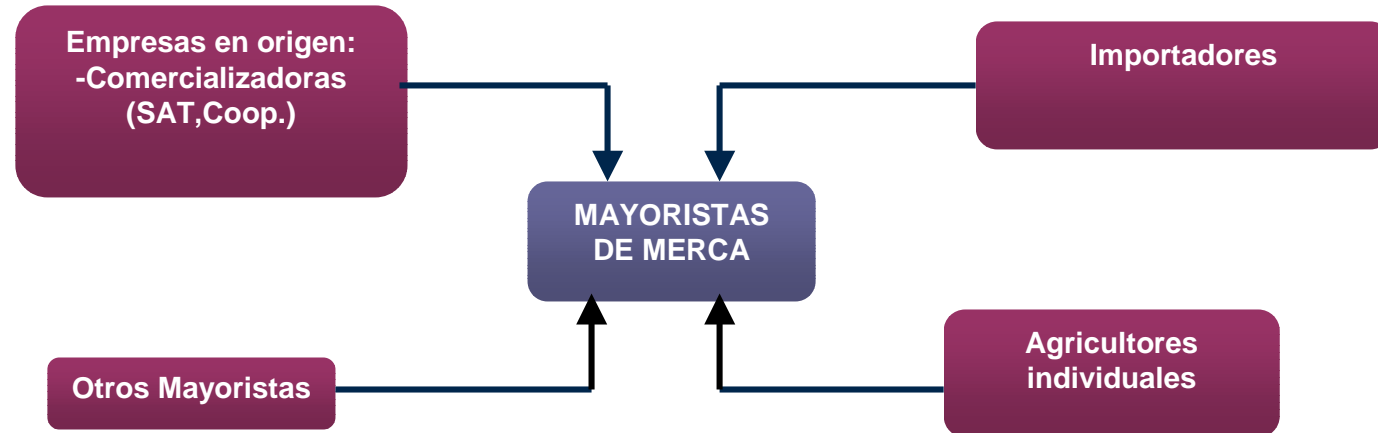 Empresas en origen:
-Comercializadoras
(SAT,Coop.)
Importadores
MAYORISTAS
DE MERCA
Otros Mayoristas
Agricultores
individuales